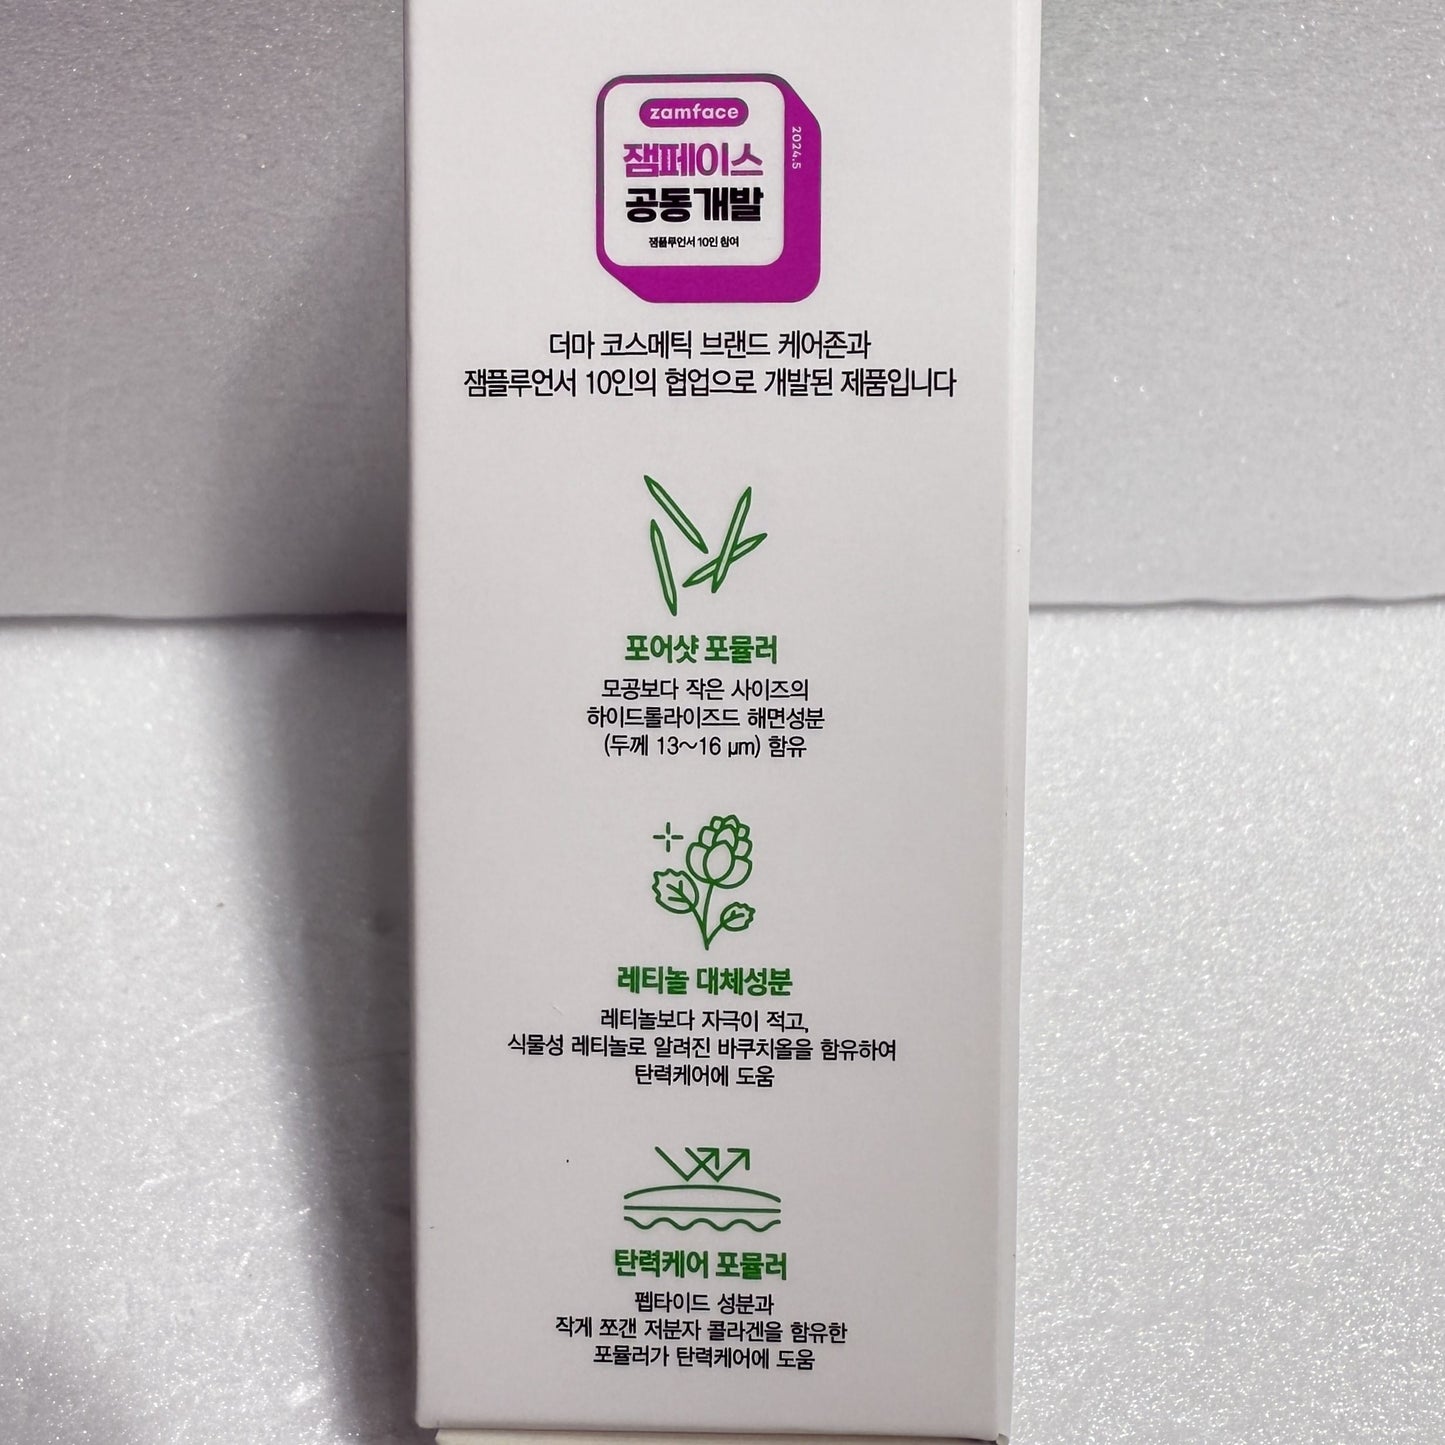 zamface
2024.5
잼페이스
공동개발
잼플루언서 10인 참여
더마 코스메틱 브랜드 케어존과
잼플루언서 10인의 협업으로 개발된 제품입니다
포어샷 포뮬러
모공보다 작은 사이즈의
하이드롤라이즈드 해면성분
(두께 13~16 μm) 함유
레티놀 대체성분
레티놀보다 자극이 적고,
식물성 레티놀로 알려진 바쿠치올을 함유하여
탄력케어에 도움
탄력케어 포뮬러
펩타이드 성분과
작게 쪼갠 저분자 콜라겐을 함유한
포뮬러가 탄력케어에 도움